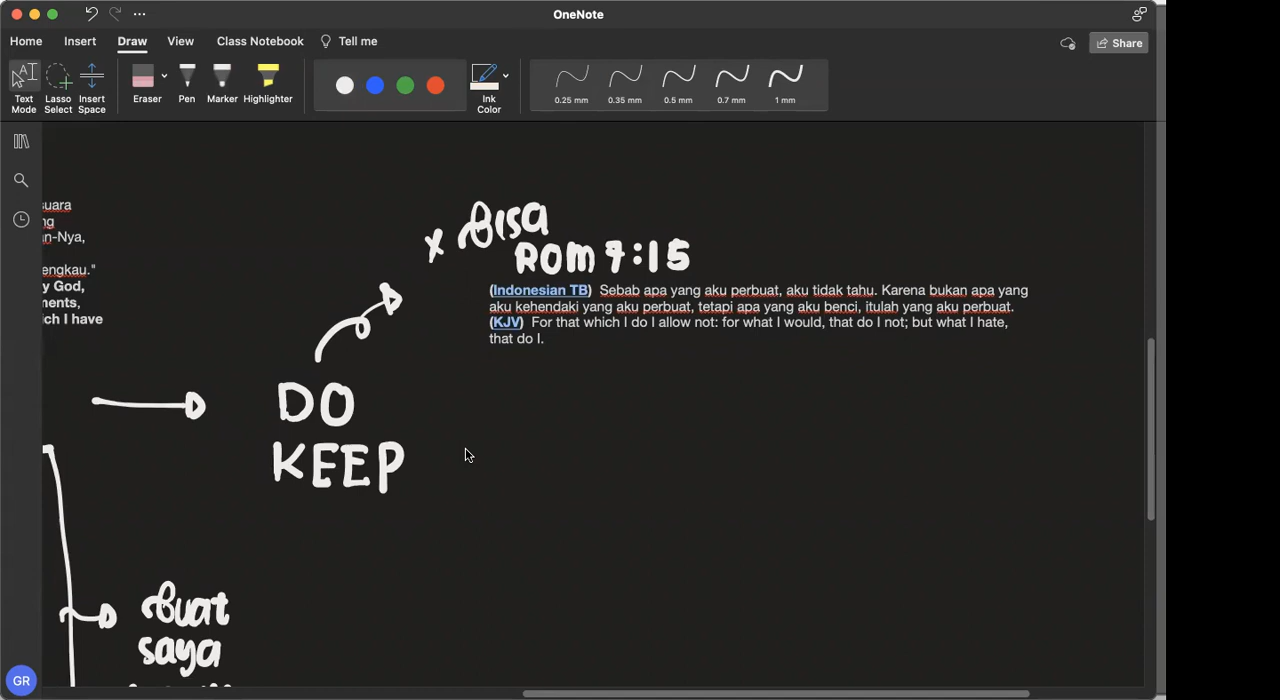 OneNote
Home Insert Draw View Class Notebook Tell me
Share
Text Mode
Lasso Select
Insert Space
Eraser
Pen
Marker
Highlighter
Ink Color
0.25 mm
0.35 mm
0.5 mm
0.7 mm
1 mm
uara
ng
an-Nya,
engkau."
y God,
ments,
ich I have
x Bisa
ROM 7:15
(Indonesian TB) Sebab apa yang aku perbuat, aku tidak tahu. Karena bukan apa yang
aku kehendaki yang aku perbuat, tetapi apa yang aku benci, itulah yang aku perbuat.
(KJV) For that which I do I allow not: for what I would, that do I not; but what I hate,
that do I.
DO
KEEP
Buat
saya
GR